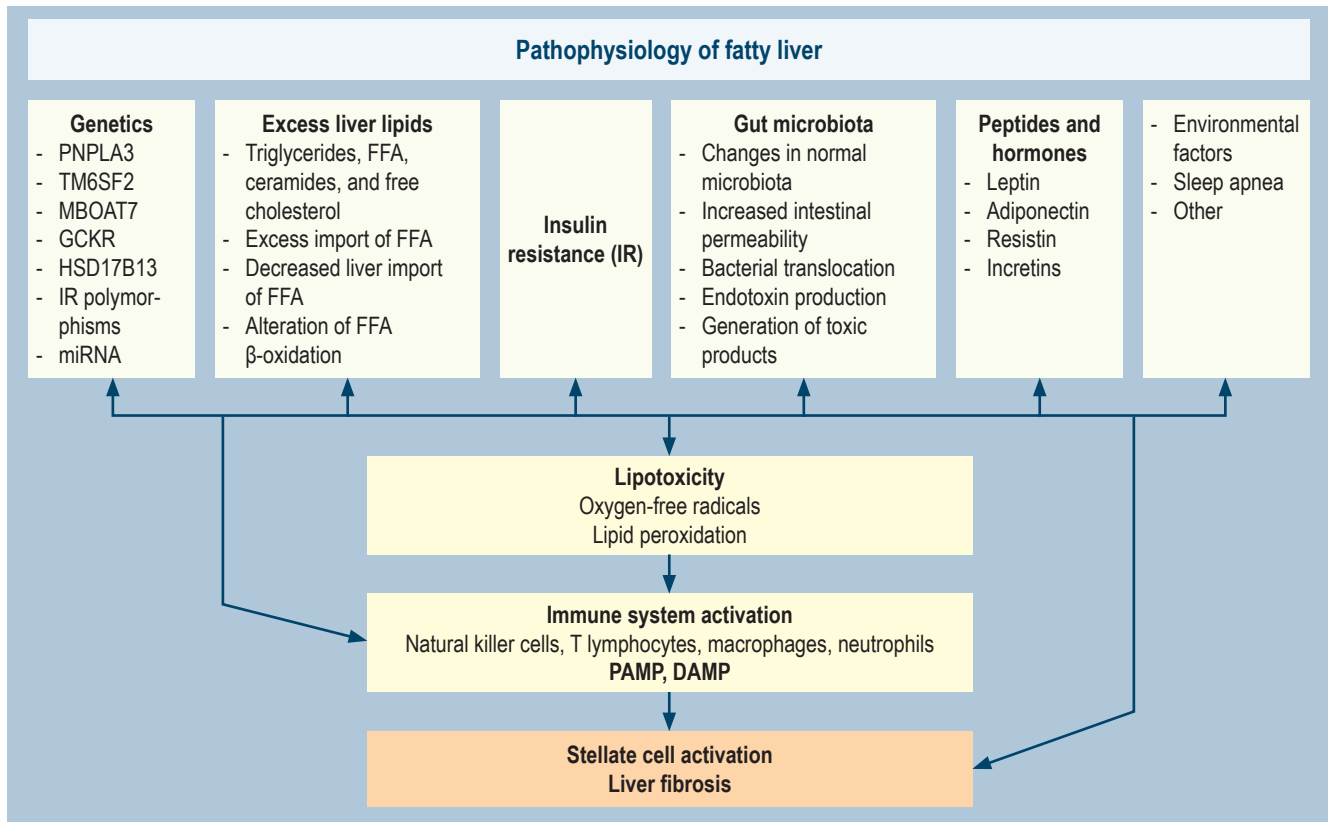 Pathophysiology of fatty liver
Genetics
- PNPLA3
- TM6SF2
- MBOAT7
- GCKR
- HSD17B13
- IR polymor-
phisms
- miRNA
Excess liver lipids
- Triglycerides, FFA,
ceramides, and free
cholesterol
- Excess import of FFA
- Decreased liver import
of FFA
- Alteration of FFA
β-oxidation
Insulin
resistance (IR)
Gut microbiota
- Changes in normal
microbiota
- Increased intestinal
permeability
- Bacterial translocation
- Endotoxin production
- Generation of toxic
products
Peptides and
hormones
- Leptin
- Adiponectin
- Resistin
- Incretins
- Environmental
factors
- Sleep apnea
- Other
Lipotoxicity
Oxygen-free radicals
Lipid peroxidation
Immune system activation
Natural killer cells, T lymphocytes, macrophages, neutrophils
PAMP, DAMP
Stellate cell activation
Liver fibrosis